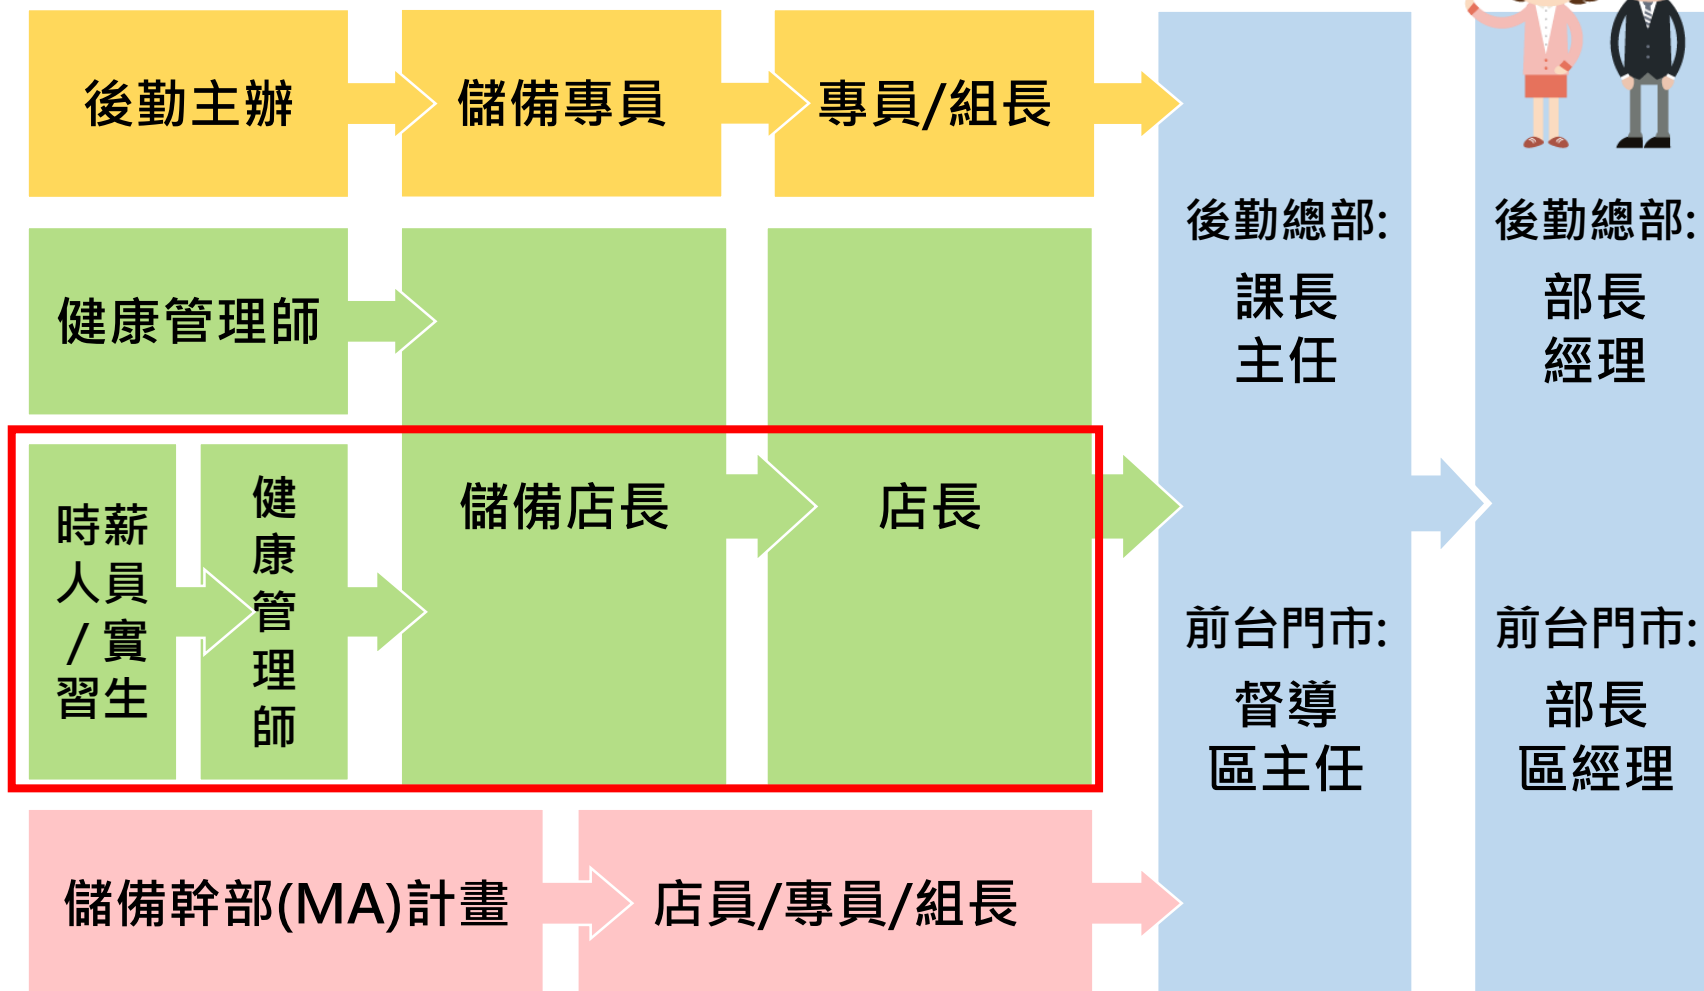 後勤主辦
儲備專員
專員/組長
健康管理師
時薪
人員
/ 實
習生
健
康
管
理
師
儲備店長
店長
儲備幹部(MA)計畫
店員/專員/組長
後勤總部:
課長
主任
前台門市:
督導
區主任
後勤總部:
部長
經理
前台門市:
部長
區經理